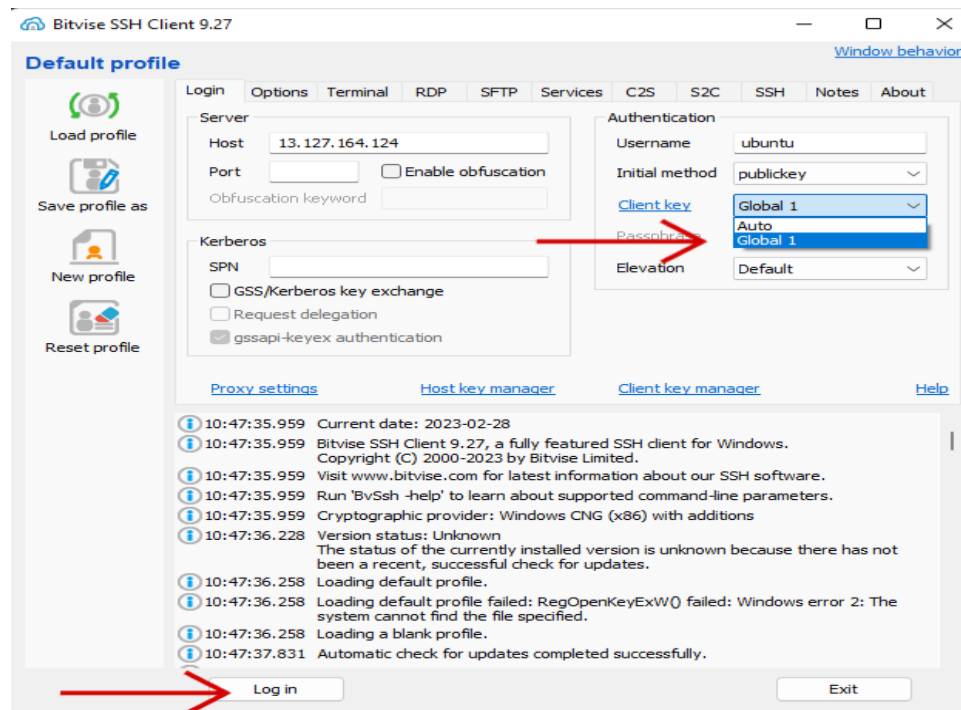 Bitvise SSH Client 9.27
Window behavior
Default profile
Load profile
Save profile as
New profile
Reset profile
Login Options Terminal RDP SFTP Services C2S S2C SSH Notes About
Server
Host 13.127.164.124
Port Enable obfuscation
Obfuscation keyword
Kerberos
SPN
GSS/Kerberos key exchange
Request delegation
gssapi-keyex authentication
Authentication
Username ubuntu
Initial method publickey
Client key Global 1
Auto
Global 1
Elevation Default
Proxy settings Host key manager Client key manager Help
10:47:35.959 Current date: 2023-02-28
10:47:35.959 Bitvise SSH Client 9.27, a fully featured SSH client for Windows.
Copyright (C) 2000-2023 by Bitvise Limited.
10:47:35.959 Visit www.bitvise.com for latest information about our SSH software.
10:47:35.959 Run 'BvSsh -help' to learn about supported command-line parameters.
10:47:35.959 Cryptographic provider: Windows CNG (x86) with additions
10:47:36.228 Version status: Unknown
The status of the currently installed version is unknown because there has not
been a recent, successful check for updates.
10:47:36.258 Loading default profile.
10:47:36.258 Loading default profile failed: RegOpenKeyExW() failed: Windows error 2: The
system cannot find the file specified.
10:47:36.258 Loading a blank profile.
10:47:37.831 Automatic check for updates completed successfully.
Log in Exit